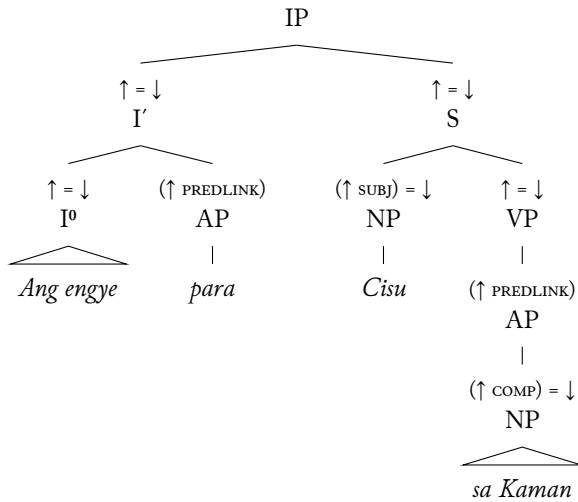 IP
↑ = ↓ ↑ = ↓
I′ S
↑ = ↓ (↑ PREDLINK) (↑ SUBJ) = ↓ ↑ = ↓
I⁰ AP NP VP
Ang engye para Cisu (↑ PREDLINK)
AP
(↑ COMP) = ↓
NP
sa Kaman